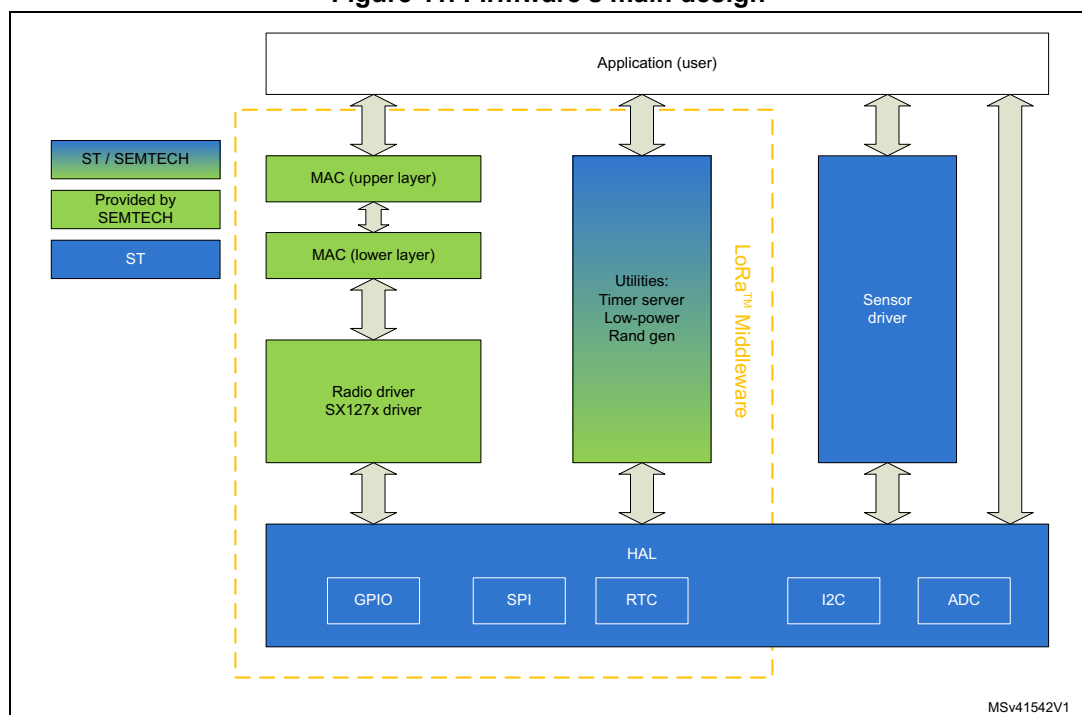 Figure 11. Firmware's main design
Application (user)
ST / SEMTECH
Provided by
SEMTECH
ST
MAC (upper layer)
MAC (lower layer)
Radio driver
SX127x driver
Utilities:
Timer server
Low-power
Rand gen
LoRa™ Middleware
Sensor
driver
HAL
GPIO
SPI
RTC
I2C
ADC
MSv41542V1